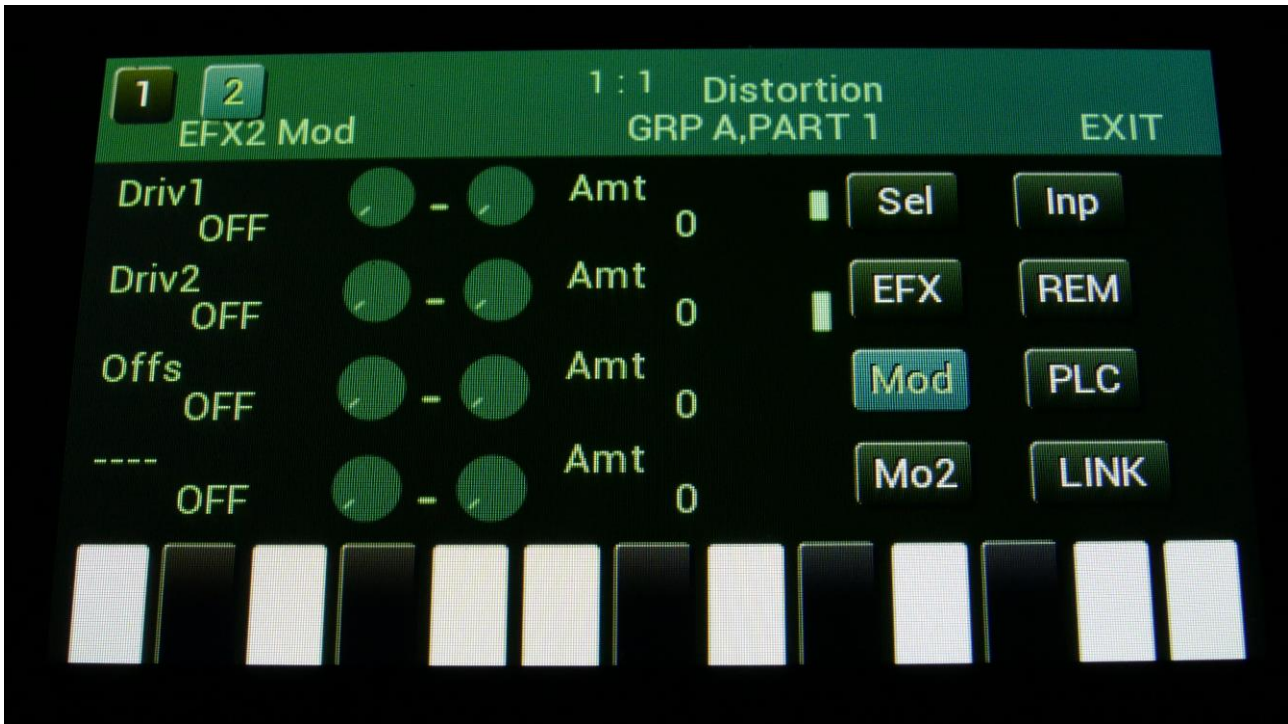 1 2 1 : 1 Distortion
EFX2 Mod GRP A,PART 1 EXIT
Driv1 - Amt Sel Inp
OFF 0
Driv2 - Amt EFX REM
OFF 0
Offs - Amt Mod PLC
OFF 0
---- - Amt Mo2 LINK
OFF 0